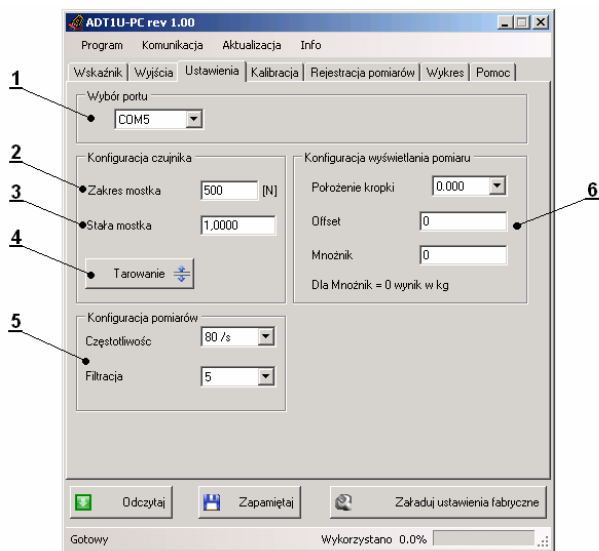 ADT1U-PC rev 1.00
Program Komunikacja Aktualizacja Info
Wskaźnik Wyjścia Ustawienia Kalibracja Rejestracja pomiarów Wykres Pomoc
1
Wybór portu
COM5
2
Konfiguracja czujnika
Zakres mostka 500 [N]
3
Stała mostka 1,0000
4
Tarowanie
Konfiguracja wyświetlania pomiaru
Położenie kropki 0.000
6
Offset 0
Mnożnik 0
Dla Mnożnik = 0 wynik w kg
5
Konfiguracja pomiarów
Częstotliwośc 80 /s
Filtracja 5
Odczytaj Zapamiętaj Załaduj ustawienia fabryczne
Gotowy Wykorzystano 0.0%